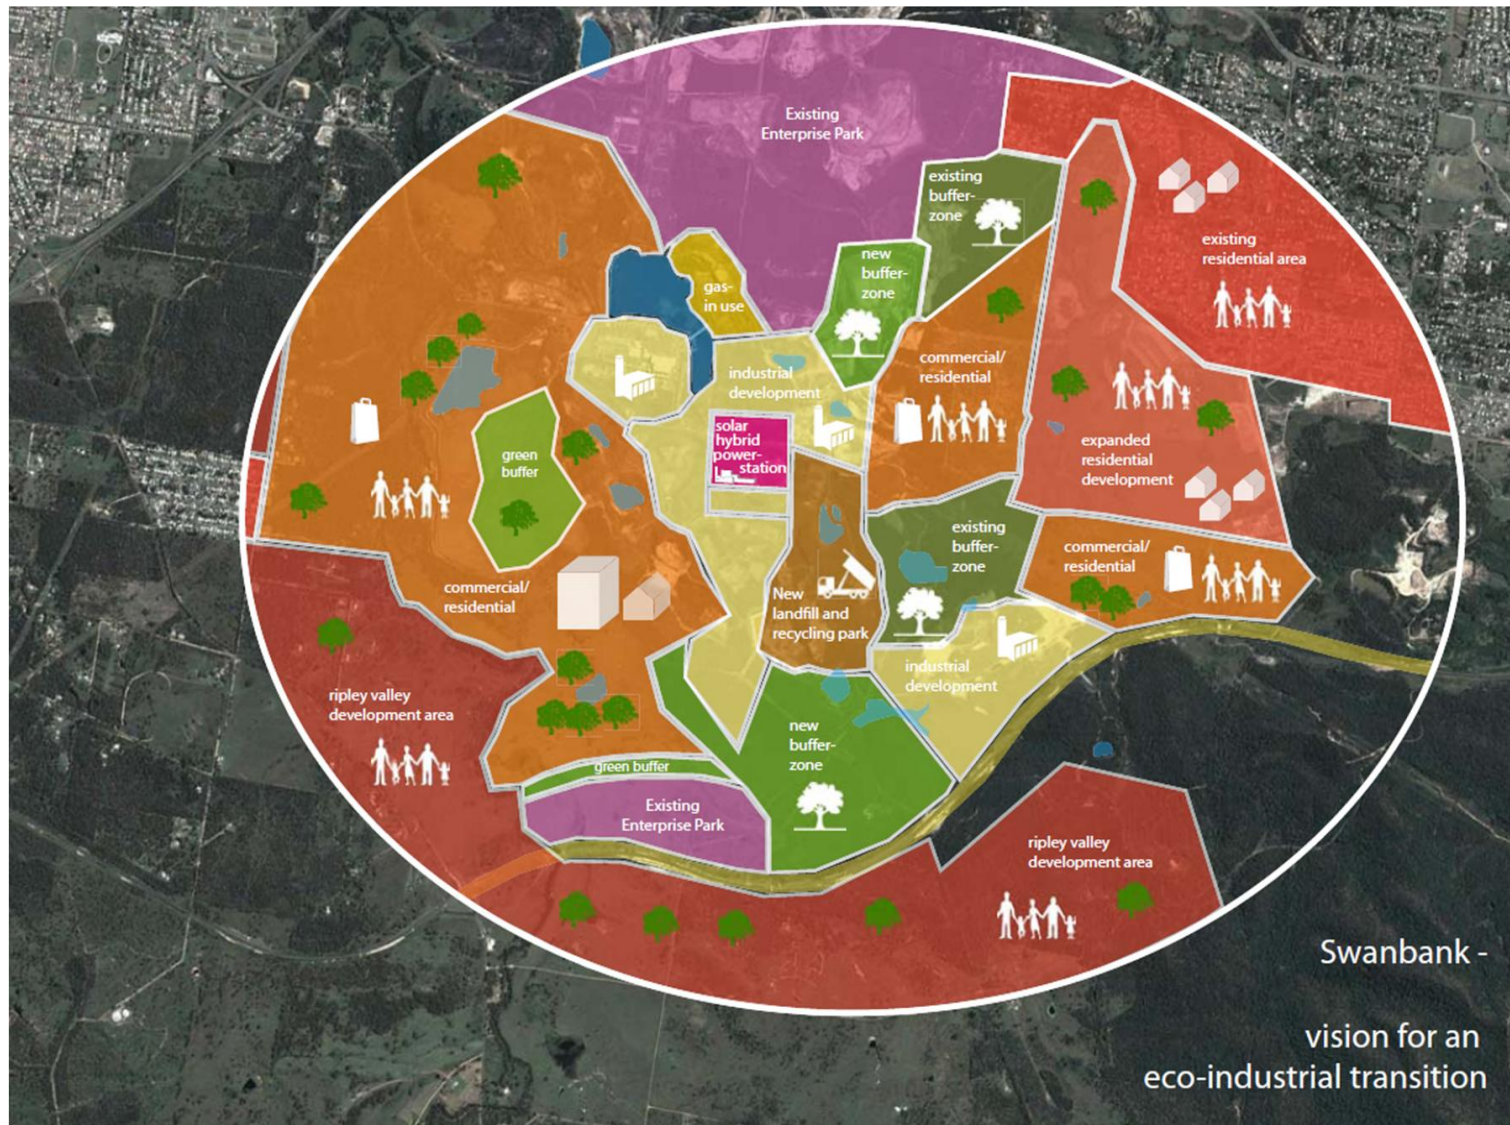 Existing
Enterprise Park
existing
buffer-
zone
new
buffer-
zone
existing
residential area
gas-
in use
industrial
development
commercial/
residential
solar
hybrid
power-
station
expanded
residential
development
green
buffer
existing
buffer-
zone
commercial/
residential
commercial/
residential
New
landfill and
recycling park
industrial
development
ripley valley
development area
new
buffer-
zone
green buffer
Existing
Enterprise Park
ripley valley
development area
Swanbank -
vision for an
eco-industrial transition